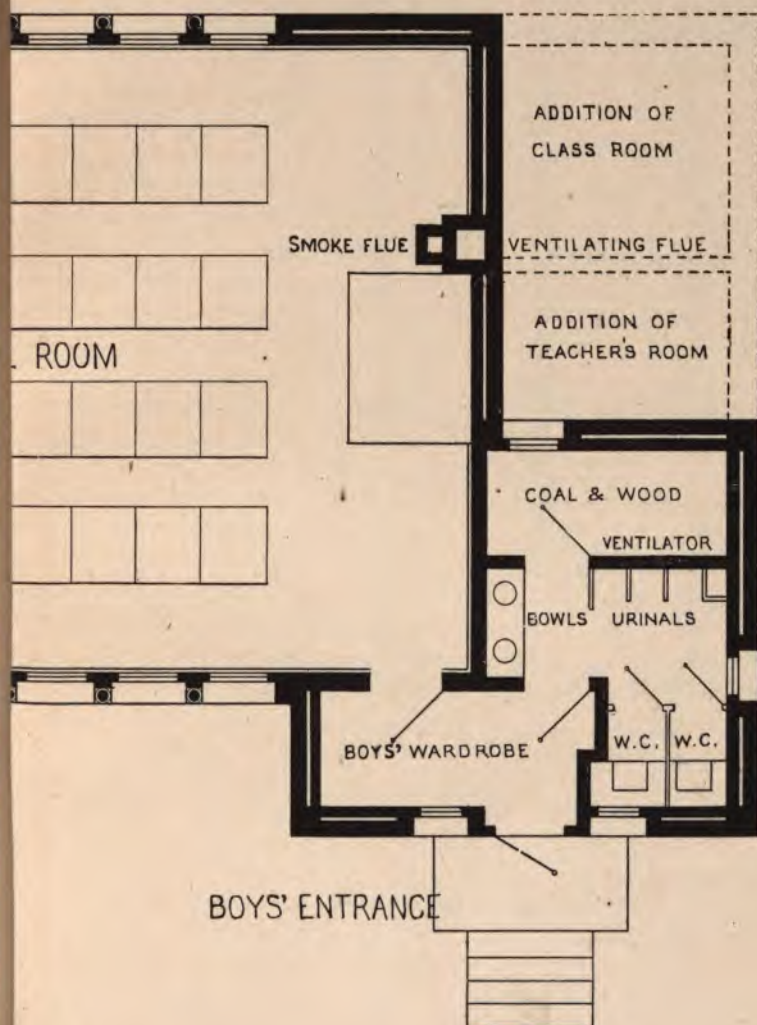 ADDITION OF
CLASS ROOM
SMOKE FLUE
VENTILATING FLUE
ADDITION OF
TEACHER'S ROOM
ROOM
COAL & WOOD
VENTILATOR
BOWLS
URINALS
W.C.
W.C.
BOYS' WARDROBE
BOYS' ENTRANCE